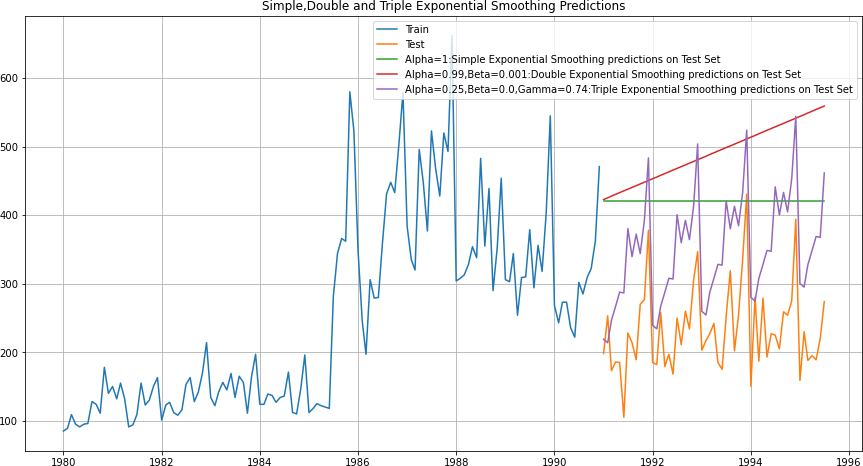 Simple,Double and Triple Exponential Smoothing Predictions
Train
Test
Alpha=1:Simple Exponential Smoothing predictions on Test Set
Alpha=0.99,Beta=0.001:Double Exponential Smoothing predictions on Test Set
Alpha=0.25,Beta=0.0,Gamma=0.74:Triple Exponential Smoothing predictions on Test Set
600
500
400
300
200
100
1980 1982 1984 1986 1988 1990 1992 1994 1996